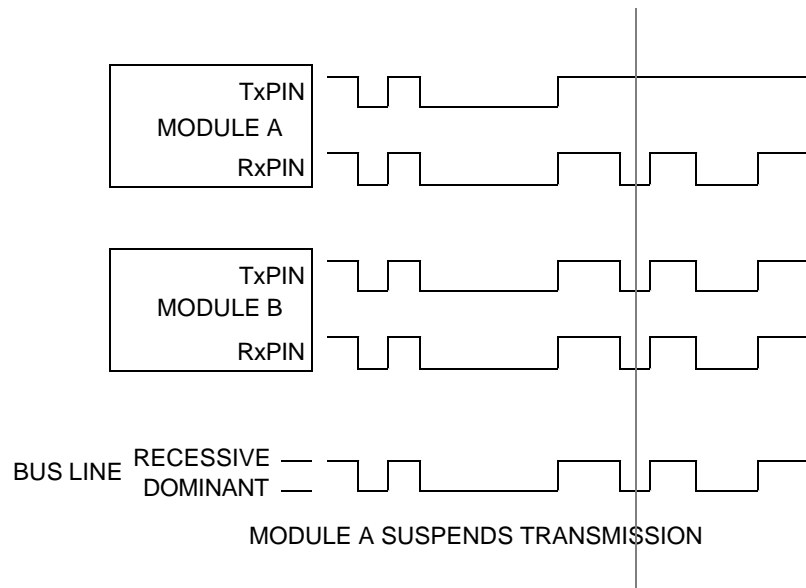 TxPIN
MODULE A
RxPIN
TxPIN
MODULE B
RxPIN
BUS LINE
RECESSIVE
DOMINANT
MODULE A SUSPENDS TRANSMISSION